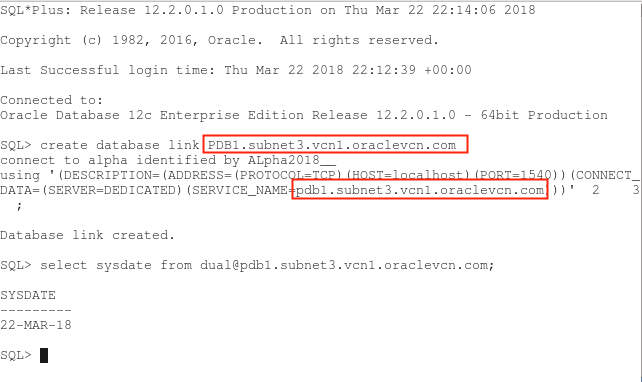 SQL*Plus: Release 12.2.0.1.0 Production on Thu Mar 22 22:14:06 2018
Copyright (c) 1982, 2016, Oracle.  All rights reserved.
Last Successful login time: Thu Mar 22 2018 22:12:39 +00:00
Connected to:
Oracle Database 12c Enterprise Edition Release 12.2.0.1.0 - 64bit Production
SQL> create database link PDB1.subnet3.vcn1.oraclevcn.com
connect to alpha identified by ALpha2018__
using '(DESCRIPTION=(ADDRESS=(PROTOCOL=TCP)(HOST=localhost)(PORT=1540))(CONNECT_
DATA=(SERVER=DEDICATED)(SERVICE_NAME=pdb1.subnet3.vcn1.oraclevcn.com)))'  2    3
;
Database link created.
SQL> select sysdate from dual@pdb1.subnet3.vcn1.oraclevcn.com;
SYSDATE
---------
22-MAR-18
SQL>